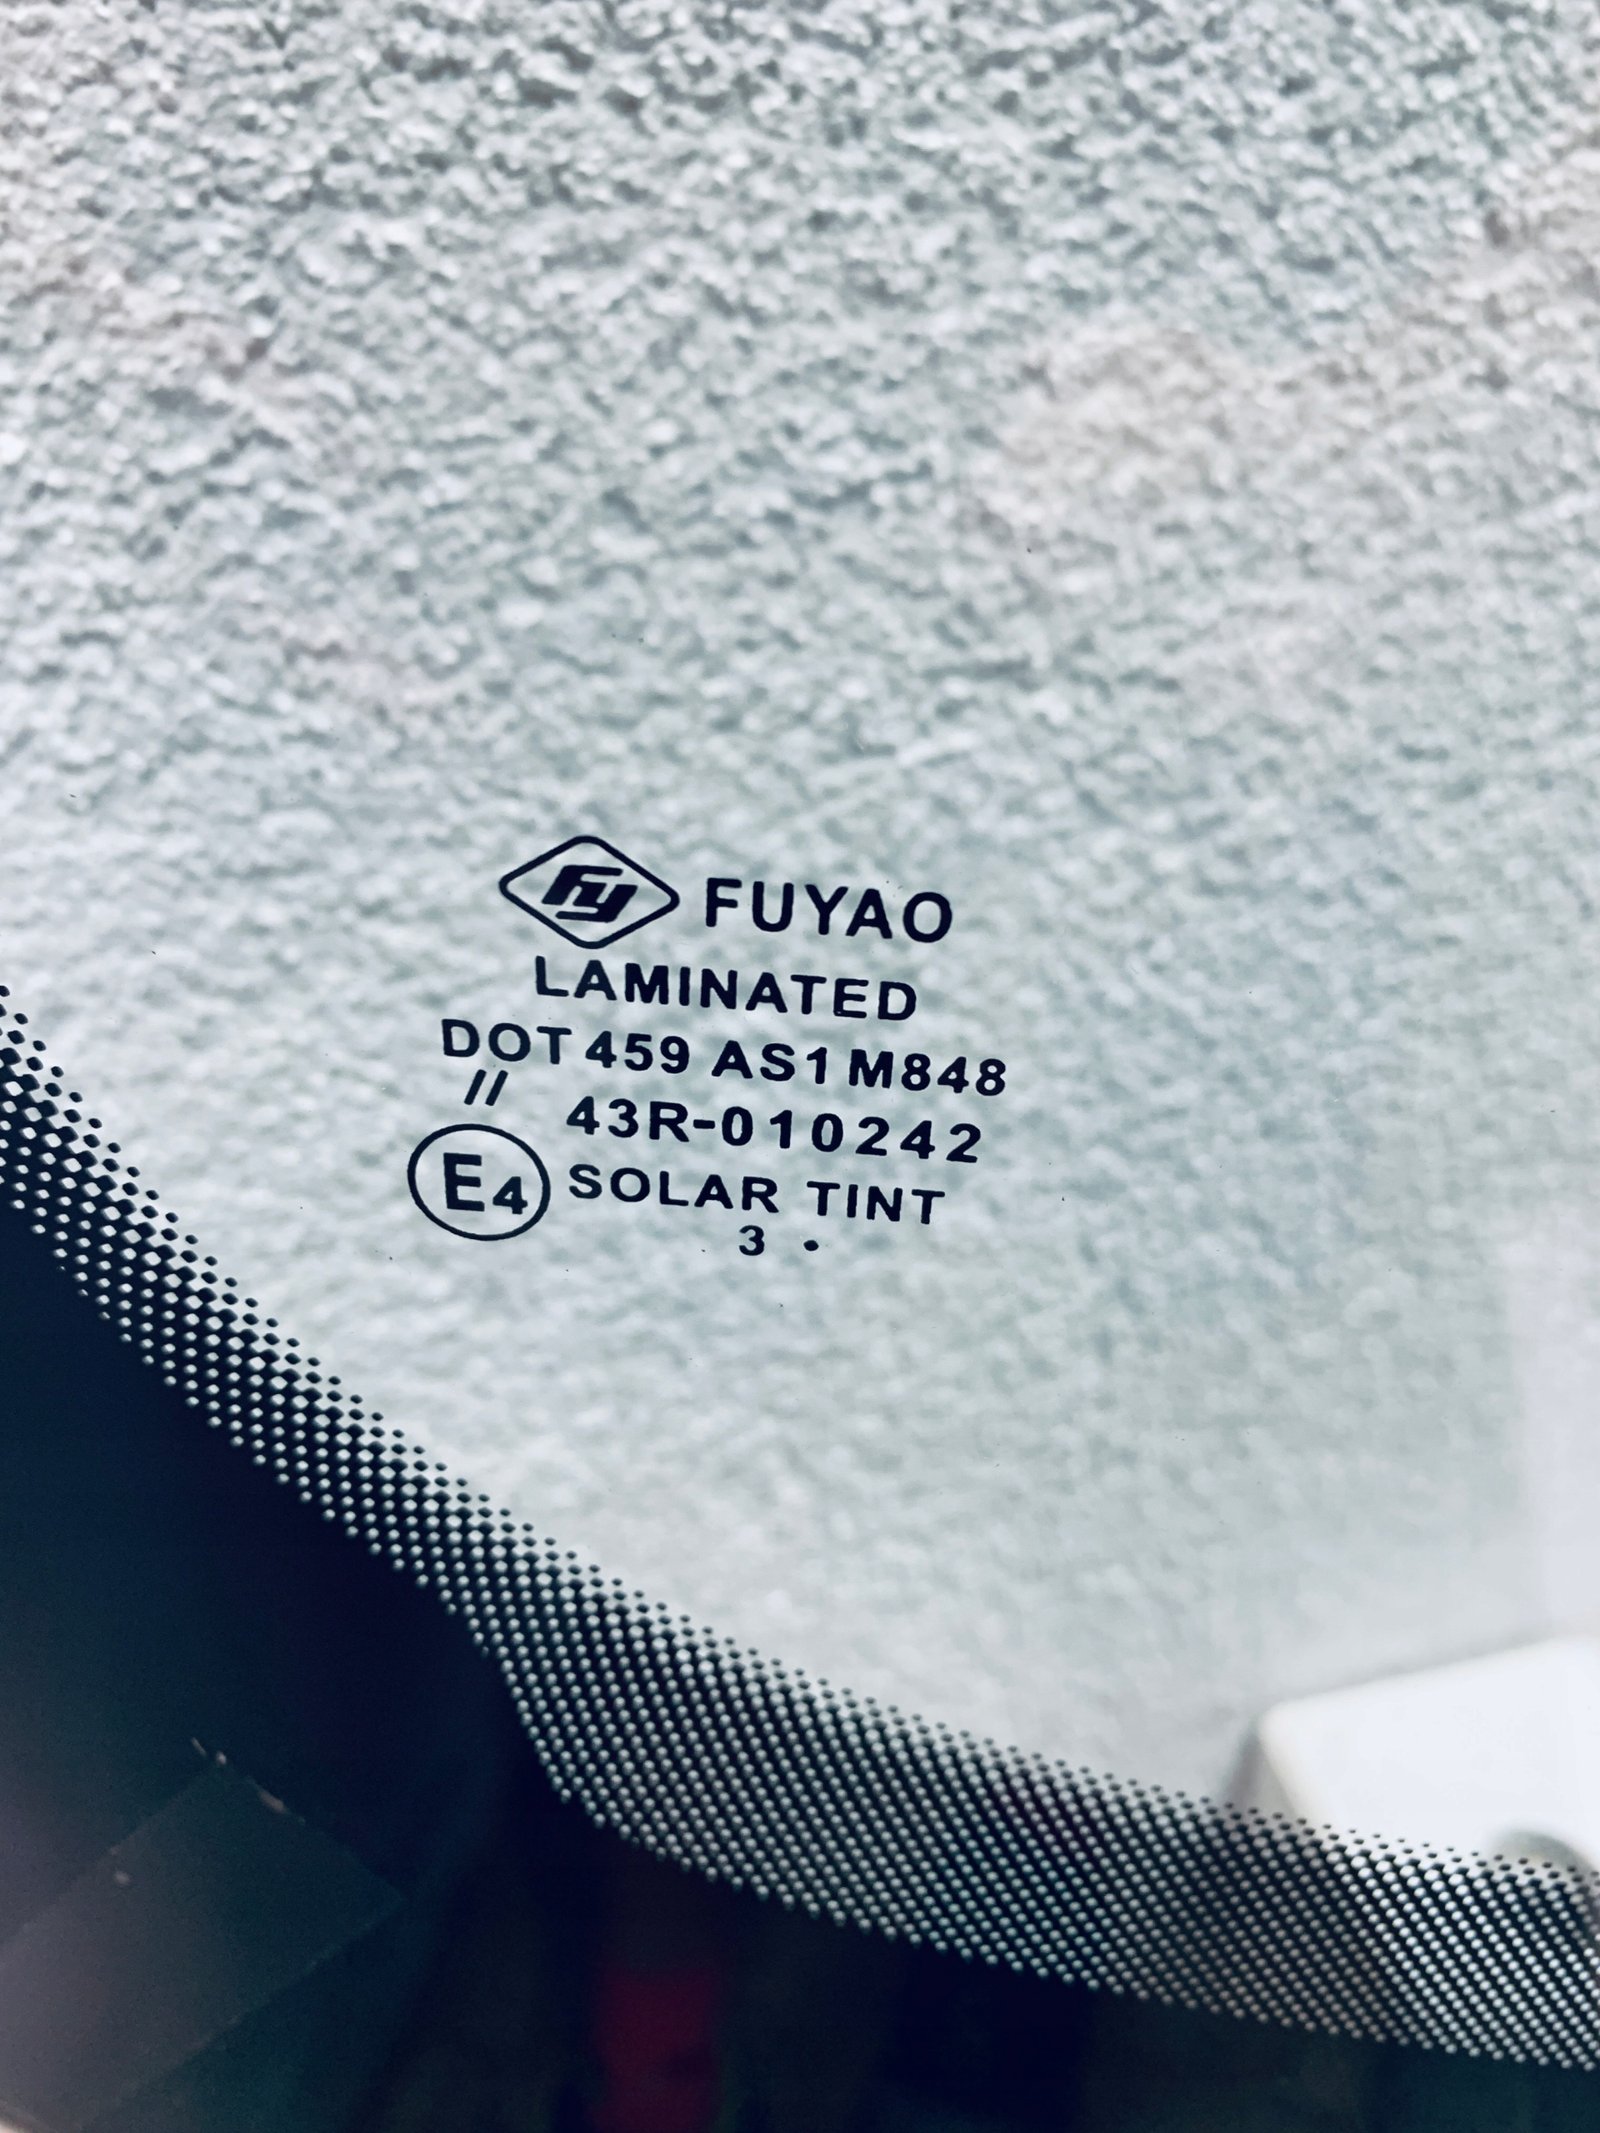 fy FUYAO
LAMINATED
DOT 459 AS1 M848
// 43R-010242
E4 SOLAR TINT
3 .